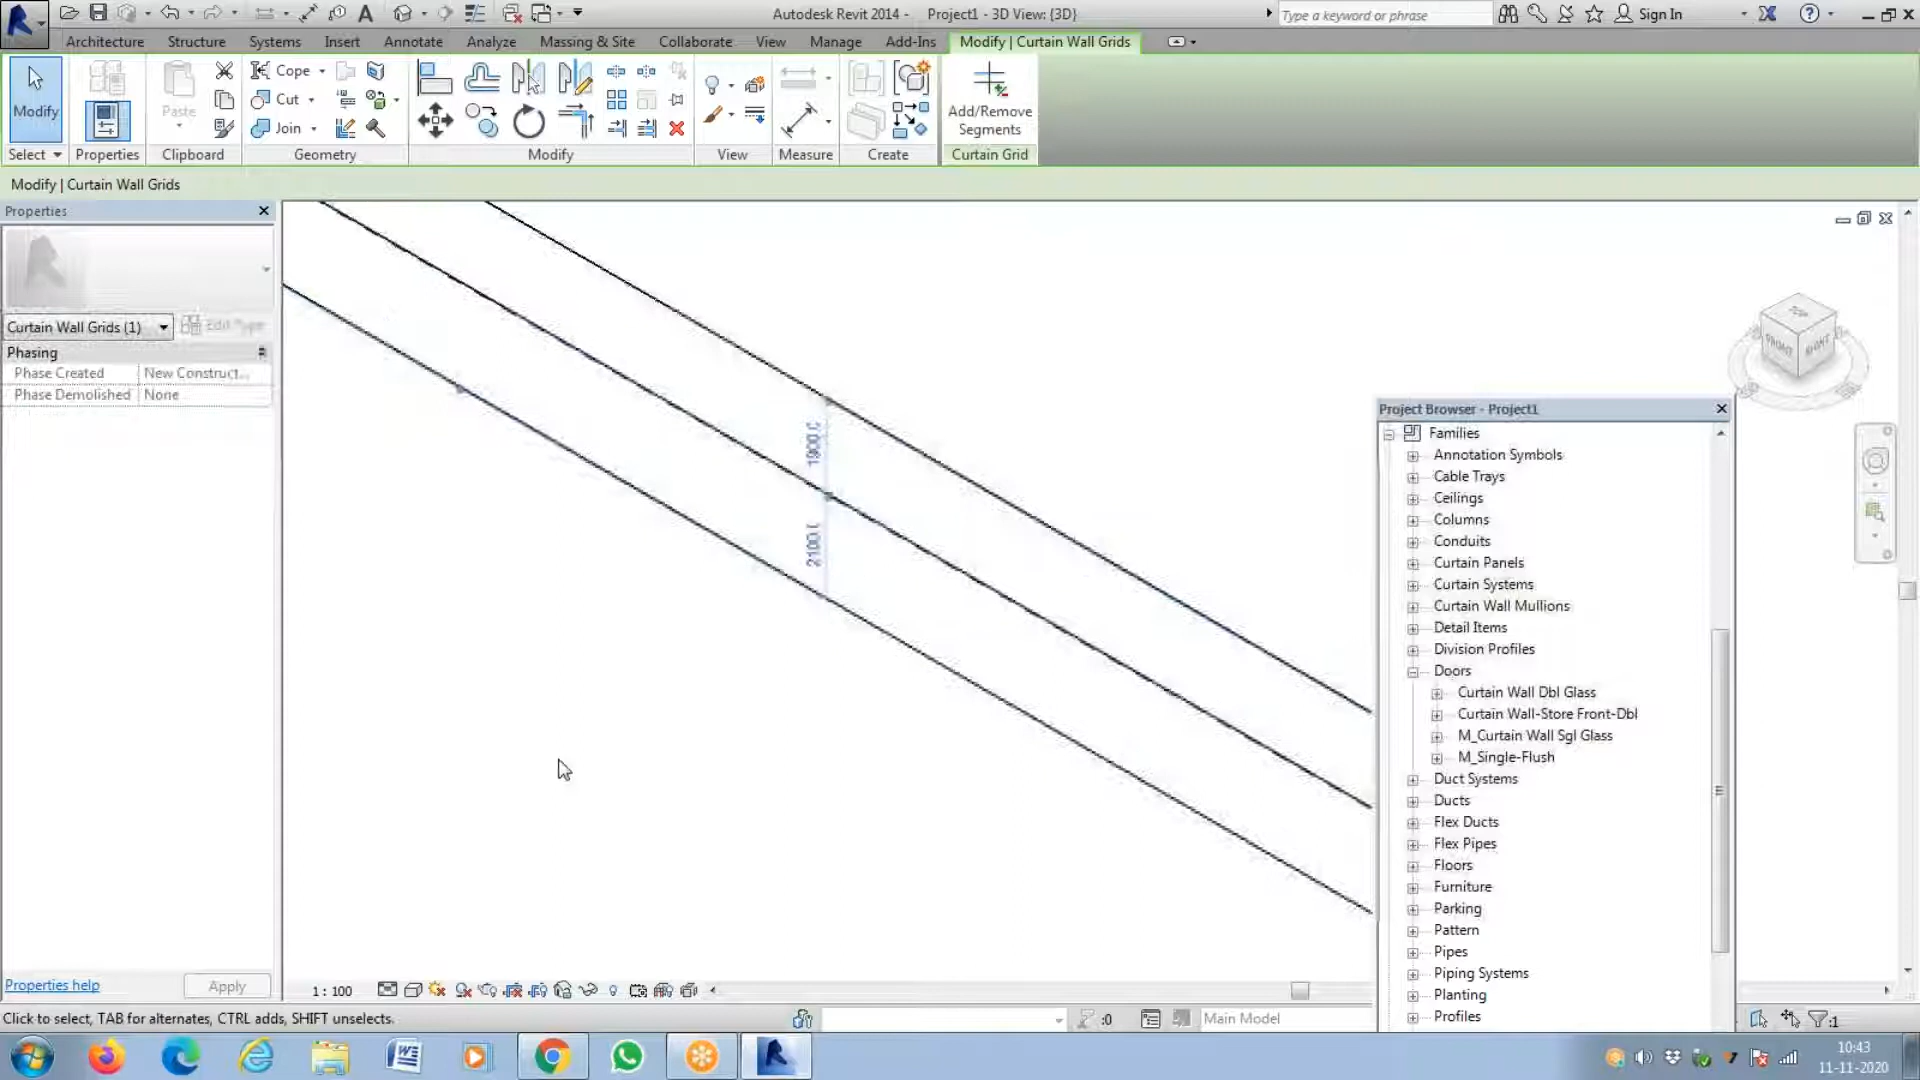 Autodesk Revit 2014 - Project1 - 3D View: {3D}
Type a keyword or phrase
Sign In
Architecture Structure Systems Insert Annotate Analyze Massing & Site Collaborate View Manage Add-Ins Modify | Curtain Wall Grids
Modify
Paste
Cope
Cut
Join
Add/Remove
Segments
Select Properties Clipboard Geometry Modify View Measure Create Curtain Grid
Modify | Curtain Wall Grids
Properties
Curtain Wall Grids (1)
Edit Type
Phasing
Phase Created New Construct...
Phase Demolished None
1900.0
2100.0
TOP
FRONT
RIGHT
Project Browser - Project1
Families
Annotation Symbols
Cable Trays
Ceilings
Columns
Conduits
Curtain Panels
Curtain Systems
Curtain Wall Mullions
Detail Items
Division Profiles
Doors
Curtain Wall Dbl Glass
Curtain Wall-Store Front-Dbl
M_Curtain Wall Sgl Glass
M_Single-Flush
Duct Systems
Ducts
Flex Ducts
Flex Pipes
Floors
Furniture
Parking
Pattern
Pipes
Piping Systems
Planting
Profiles
Properties help
Apply
1 : 100
Click to select, TAB for alternates, CTRL adds, SHIFT unselects.
:0
Main Model
:1
10:43
11-11-2020